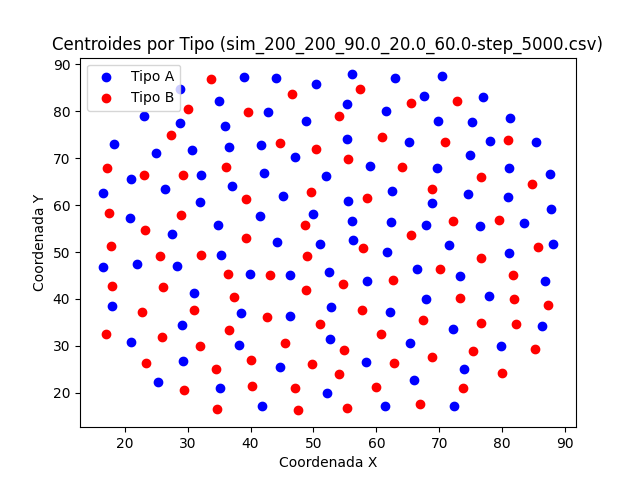 Centroides por Tipo (sim_200_200_90.0_20.0_60.0-step_5000.csv)
Tipo A
Tipo B
90
80
70
60
50
40
30
20
Coordenada Y
20 30 40 50 60 70 80 90
Coordenada X